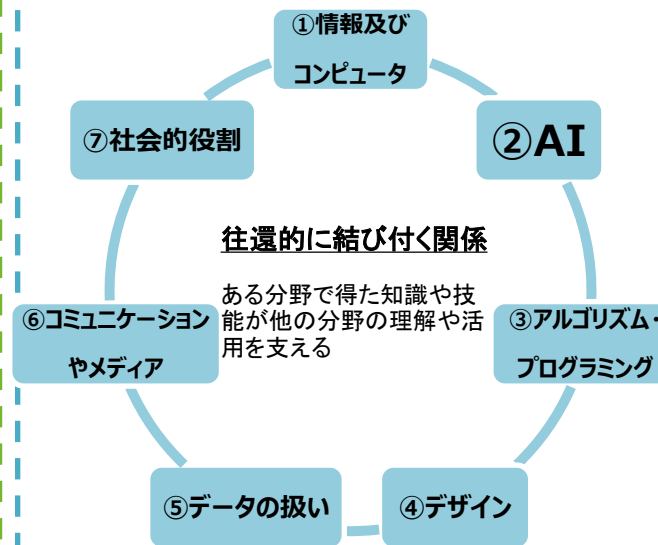 ①情報及び
コンピュータ
②AI
⑦社会的役割
往還的に結び付く関係
ある分野で得た知識や技
能が他の分野の理解や活
用を支える
⑥コミュニケーション
やメディア
③アルゴリズム・
プログラミング
⑤データの扱い
④デザイン